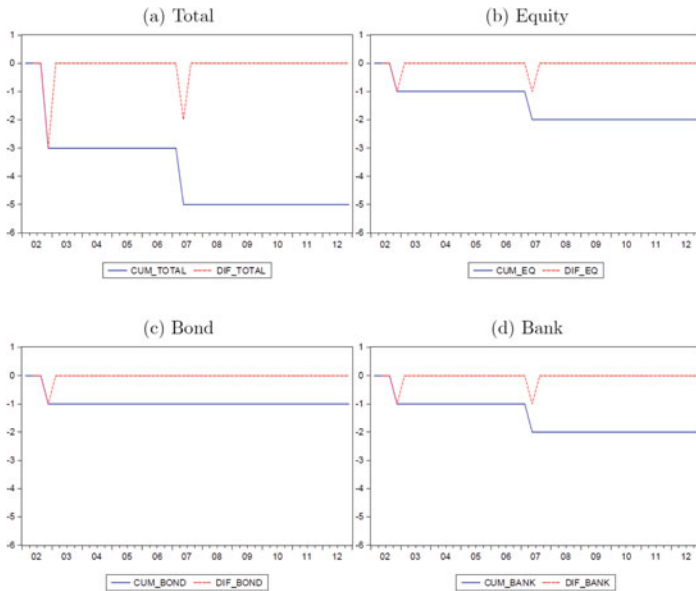 (a) Total
(b) Equity
1
0
-1
-2
-3
-4
-5
-6
02 03 04 05 06 07 08 09 10 11 12
CUM_TOTAL DIF_TOTAL
1
0
-1
-2
-3
-4
-5
-6
02 03 04 05 06 07 08 09 10 11 12
CUM_EQ DIF_EQ
(c) Bond
(d) Bank
1
0
-1
-2
-3
-4
-5
-6
02 03 04 05 06 07 08 09 10 11 12
CUM_BOND DIF_BOND
1
0
-1
-2
-3
-4
-5
-6
02 03 04 05 06 07 08 09 10 11 12
CUM_BANK DIF_BANK